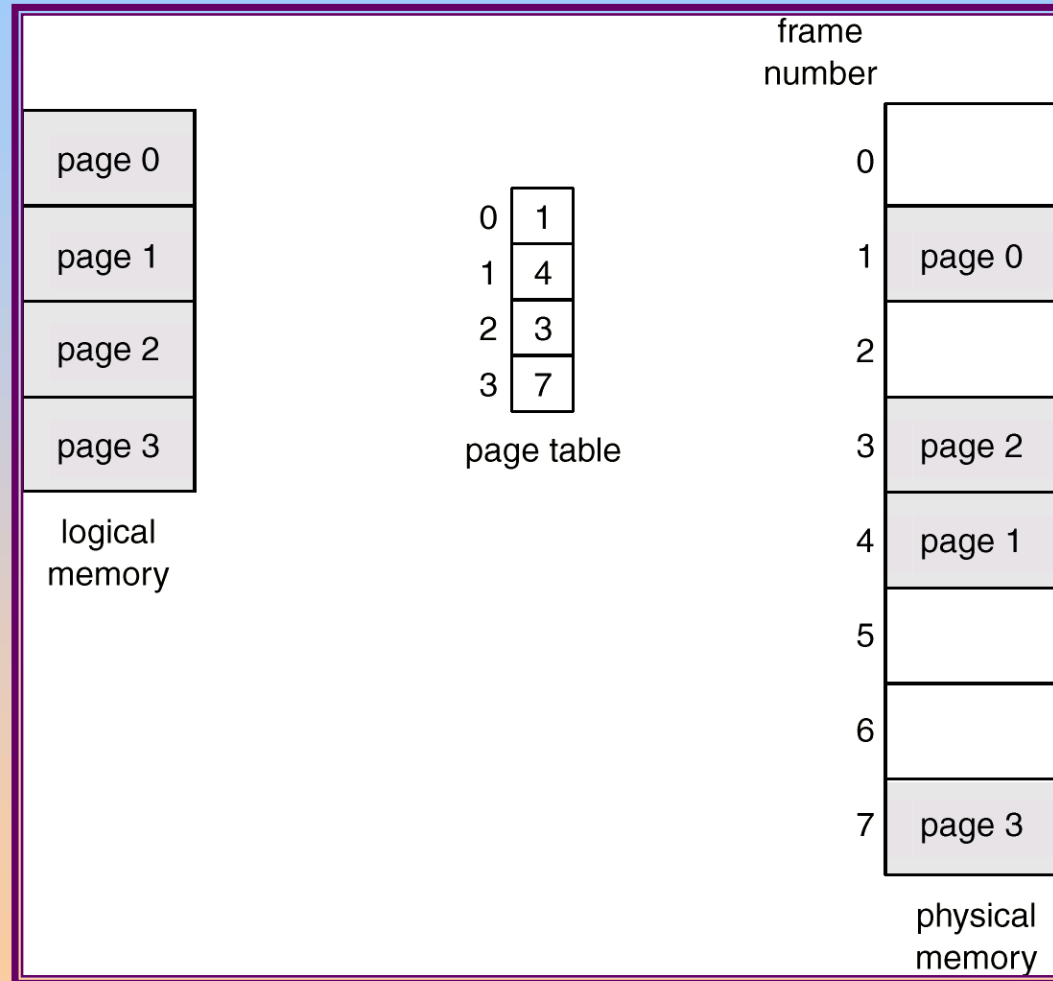 page 0
page 1
page 2
page 3
logical
memory
0 1
1 4
2 3
3 7
page table
frame
number
0
1 page 0
2
3 page 2
4 page 1
5
6
7 page 3
physical
memory